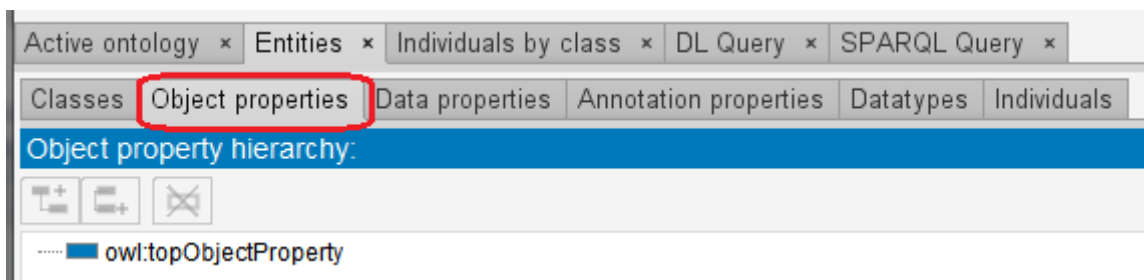 Active ontology × Entities × Individuals by class × DL Query × SPARQL Query ×
Classes Object properties Data properties Annotation properties Datatypes Individuals
Object property hierarchy:
owl:topObjectProperty